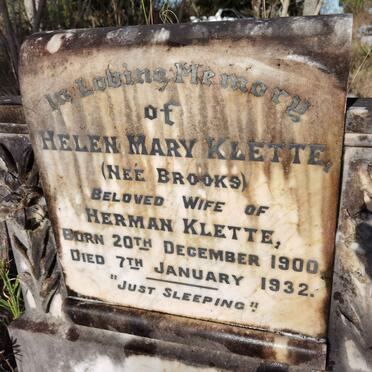 In Loving Memory
of
HELEN MARY KLETTE,
(NEE BROOKS)
BELOVED WIFE OF
HERMAN KLETTE,
BORN 20TH DECEMBER 1900.
DIED 7TH JANUARY 1932.
"JUST SLEEPING".